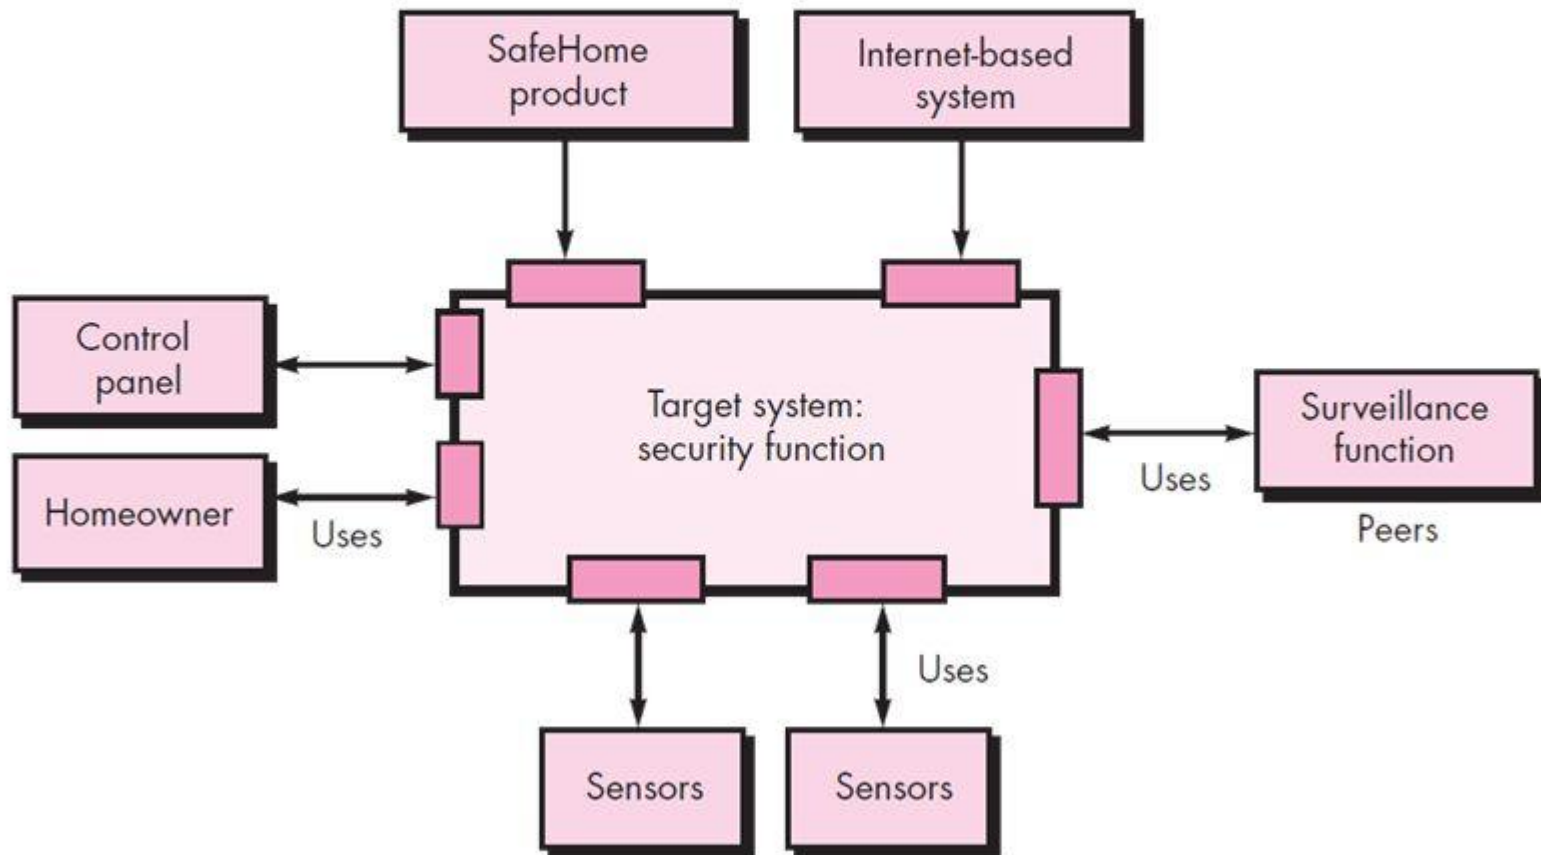 SafeHome
product
Internet-based
system
Control
panel
Target system:
security function
Surveillance
function
Homeowner
Uses
Uses
Peers
Uses
Sensors
Sensors